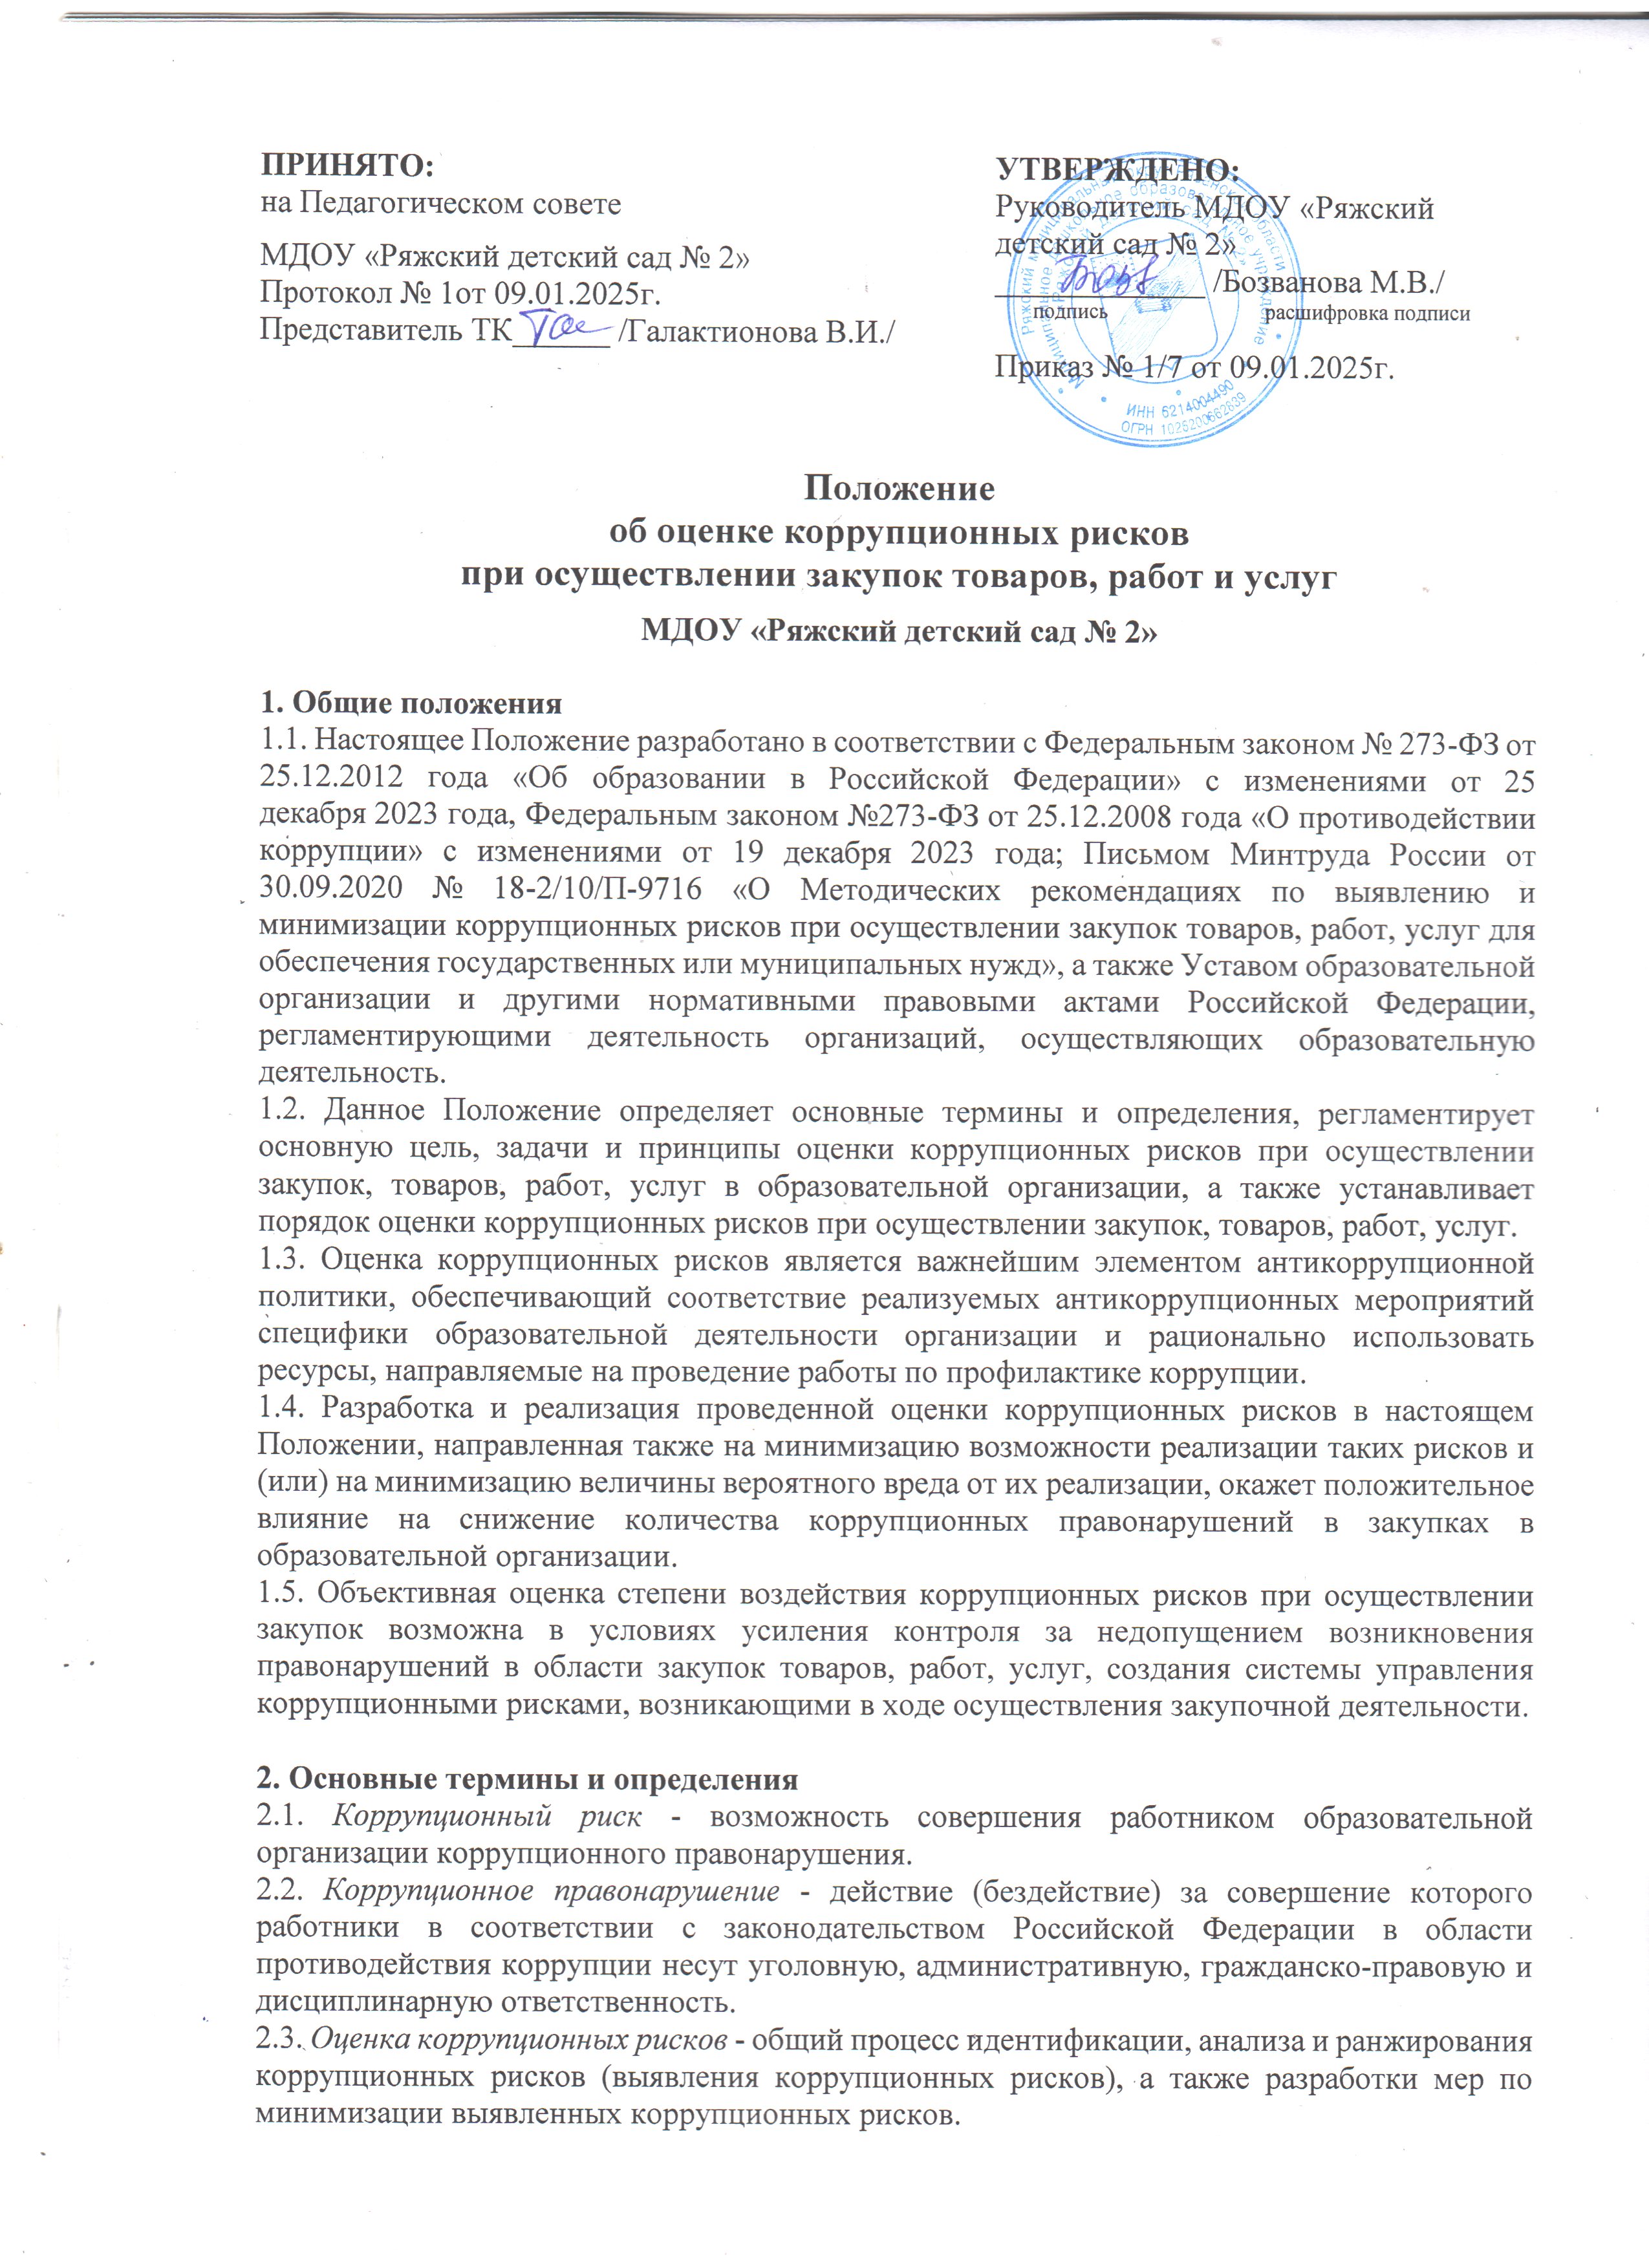 ПРИНЯТО:
на Педагогическом совете
МДОУ «Ряжский детский сад № 2»
Протокол № 1от 09.01.2025г.
Представитель ТК______ /Галактионова В.И./
УТВЕРЖДЕНО:
Руководитель МДОУ «Ряжский
детский сад № 2»
_____________ /Бозванова М.В./
подпись расшифровка подписи
Приказ № 1/7 от 09.01.2025г.
ИНН 6214004490
ОГРН 1026200662639
Положение
об оценке коррупционных рисков
при осуществлении закупок товаров, работ и услуг
МДОУ «Ряжский детский сад № 2»
1. Общие положения
1.1. Настоящее Положение разработано в соответствии с Федеральным законом № 273-ФЗ от
25.12.2012 года «Об образовании в Российской Федерации» с изменениями от 25
декабря 2023 года, Федеральным законом №273-ФЗ от 25.12.2008 года «О противодействии
коррупции» с изменениями от 19 декабря 2023 года; Письмом Минтруда России от
30.09.2020 № 18-2/10/П-9716 «О Методических рекомендациях по выявлению и
минимизации коррупционных рисков при осуществлении закупок товаров, работ, услуг для
обеспечения государственных или муниципальных нужд», а также Уставом образовательной
организации и другими нормативными правовыми актами Российской Федерации,
регламентирующими деятельность организаций, осуществляющих образовательную
деятельность.
1.2. Данное Положение определяет основные термины и определения, регламентирует
основную цель, задачи и принципы оценки коррупционных рисков при осуществлении
закупок, товаров, работ, услуг в образовательной организации, а также устанавливает
порядок оценки коррупционных рисков при осуществлении закупок, товаров, работ, услуг.
1.3. Оценка коррупционных рисков является важнейшим элементом антикоррупционной
политики, обеспечивающий соответствие реализуемых антикоррупционных мероприятий
специфики образовательной деятельности организации и рационально использовать
ресурсы, направляемые на проведение работы по профилактике коррупции.
1.4. Разработка и реализация проведенной оценки коррупционных рисков в настоящем
Положении, направленная также на минимизацию возможности реализации таких рисков и
(или) на минимизацию величины вероятного вреда от их реализации, окажет положительное
влияние на снижение количества коррупционных правонарушений в закупках в
образовательной организации.
1.5. Объективная оценка степени воздействия коррупционных рисков при осуществлении
закупок возможна в условиях усиления контроля за недопущением возникновения
правонарушений в области закупок товаров, работ, услуг, создания системы управления
коррупционными рисками, возникающими в ходе осуществления закупочной деятельности.
2. Основные термины и определения
2.1. Коррупционный риск - возможность совершения работником образовательной
организации коррупционного правонарушения.
2.2. Коррупционное правонарушение - действие (бездействие) за совершение которого
работники в соответствии с законодательством Российской Федерации в области
противодействия коррупции несут уголовную, административную, гражданско-правовую и
дисциплинарную ответственность.
2.3. Оценка коррупционных рисков - общий процесс идентификации, анализа и ранжирования
коррупционных рисков (выявления коррупционных рисков), а также разработки мер по
минимизации выявленных коррупционных рисков.